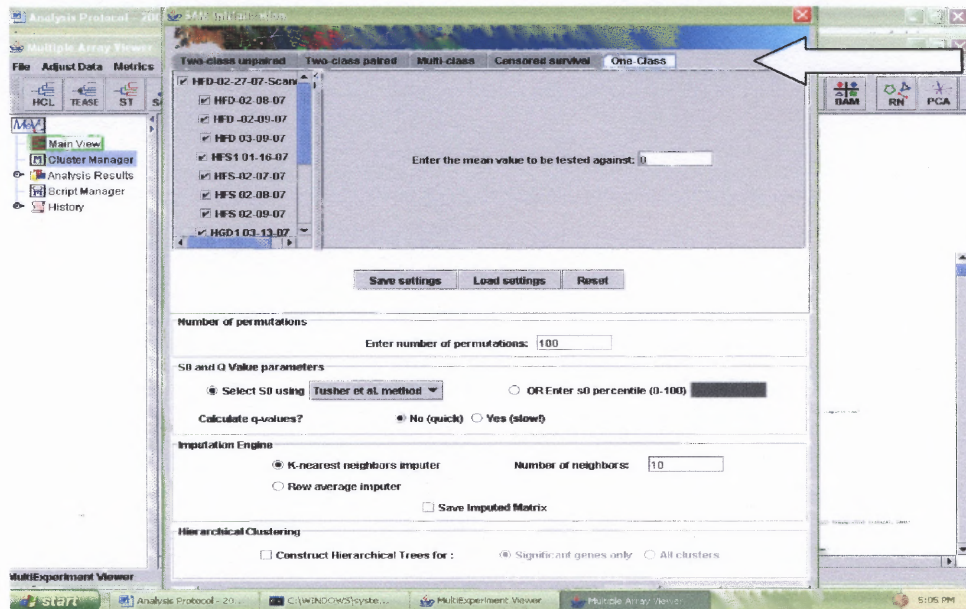 Analysis Protocol - 200
SAM Initialization
Multiple Array Viewer
File Adjust Data Metrics
HCL TEASE ST
BAM RN PCA
Two-class unpaired Two-class paired Multi-class Censored survival One-Class
MeV
Main View
Cluster Manager
Analysis Results
Script Manager
History
HFD-02-27-07-Scan
HFD-02-08-07
HFD -02-09-07
HFD 03-09-07
HFS1 01-16-07
HFS-02-07-07
HFS 02-08-07
HFS 02-09-07
HGD1 03-13-07
Enter the mean value to be tested against: 0
Save settings Load settings Reset
Number of permutations
Enter number of permutations: 100
S0 and Q Value parameters
Select S0 using Tusher et al. method OR Enter s0 percentile (0-100)
Calculate q-values? No (quick) Yes (slow!)
Imputation Engine
K-nearest neighbors imputer Number of neighbors: 10
Row average imputer
Save Imputed Matrix
Hierarchical Clustering
Construct Hierarchical Trees for : Significant genes only All clusters
MultiExperiment Viewer
start Analysis Protocol - 20... C:\WINDOWS\syste... MultiExperiment Viewer Multiple Array Viewer 5:05 PM